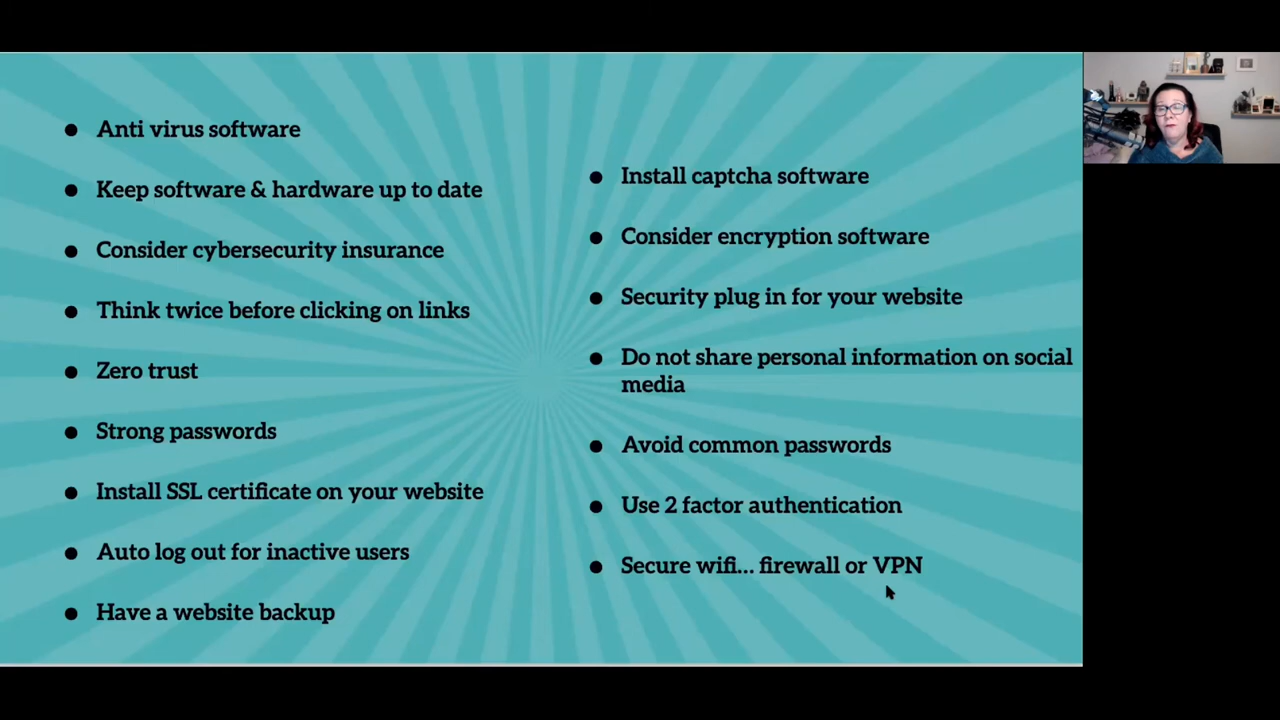 Anti virus software
Keep software & hardware up to date
Consider cybersecurity insurance
Think twice before clicking on links
Zero trust
Strong passwords
Install SSL certificate on your website
Auto log out for inactive users
Have a website backup
Install captcha software
Consider encryption software
Security plug in for your website
Do not share personal information on social
media
Avoid common passwords
Use 2 factor authentication
Secure wifi... firewall or VPN